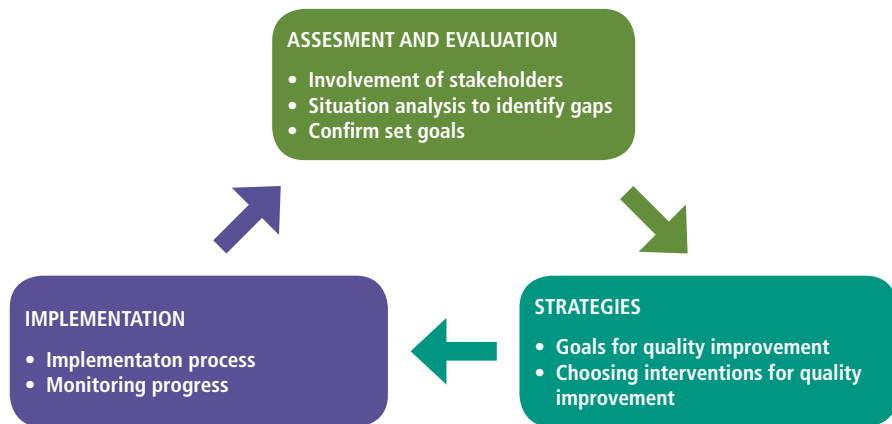 ASSESMENT AND EVALUATION
• Involvement of stakeholders
• Situation analysis to identify gaps
• Confirm set goals
IMPLEMENTATION
• Implementaton process
• Monitoring progress
STRATEGIES
• Goals for quality improvement
• Choosing interventions for quality
improvement